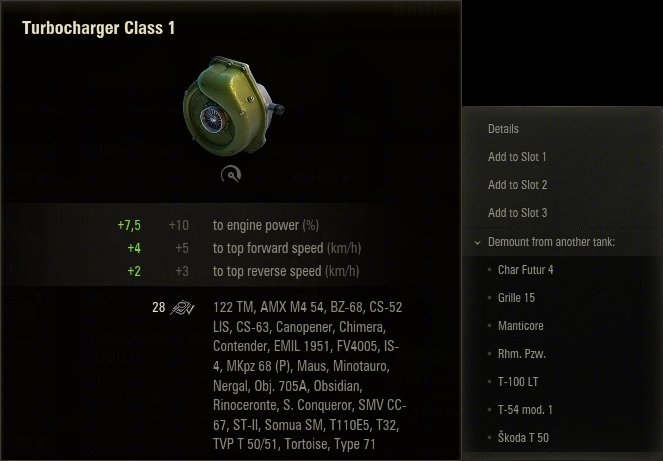 Turbocharger Class 1
+7,5 +10 to engine power (%)
+4 +5 to top forward speed (km/h)
+2 +3 to top reverse speed (km/h)
28 122 TM, AMX M4 54, BZ-68, CS-52
LIS, CS-63, Canopener, Chimera,
Contender, EMIL 1951, FV4005, IS-
4, MKpz 68 (P), Maus, Minotauro,
Nergal, Obj. 705A, Obsidian,
Rinoceronte, S. Conqueror, SMV CC-
67, ST-II, Somua SM, T110E5, T32,
TVP T 50/51, Tortoise, Type 71
Details
Add to Slot 1
Add to Slot 2
Add to Slot 3
Demount from another tank:
Char Futur 4
Grille 15
Manticore
Rhm. Pzw.
T-100 LT
T-54 mod. 1
Škoda T 50